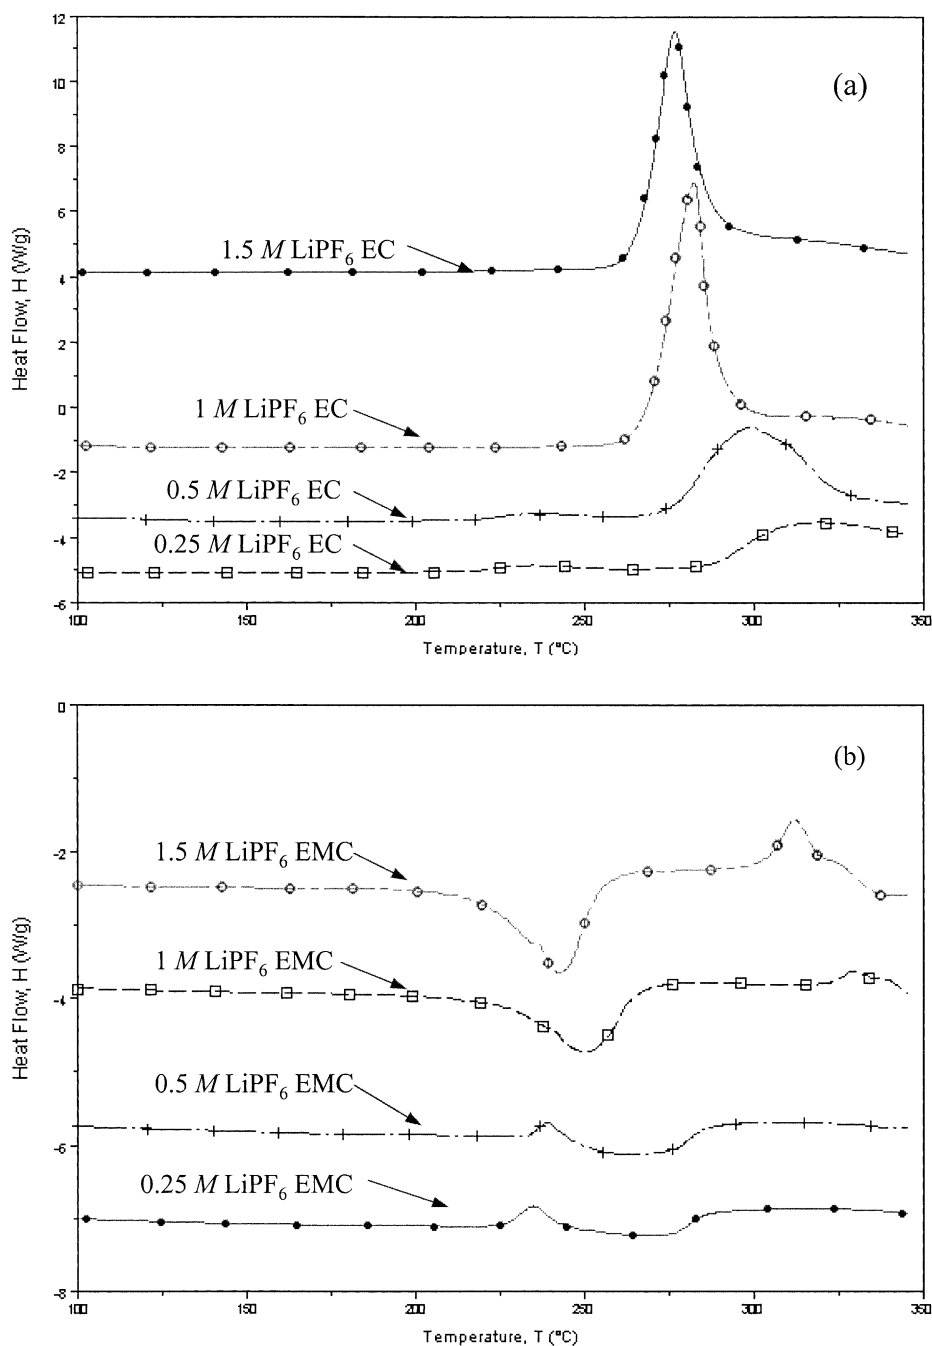 12
(a)
10
8
6
1.5 M LiPF6 EC
4
Heat Flow, H (W/g)
2
1 M LiPF6 EC
0
-2
0.5 M LiPF6 EC
0.25 M LiPF6 EC
-4
-6
100 150 200 250 300 350
Temperature, T (ºC)
0
(b)
1.5 M LiPF6 EMC
-2
Heat Flow, H (W/g)
1 M LiPF6 EMC
-4
0.5 M LiPF6 EMC
-6
0.25 M LiPF6 EMC
-8
100 150 200 250 300 350
Temperature, T (ºC)